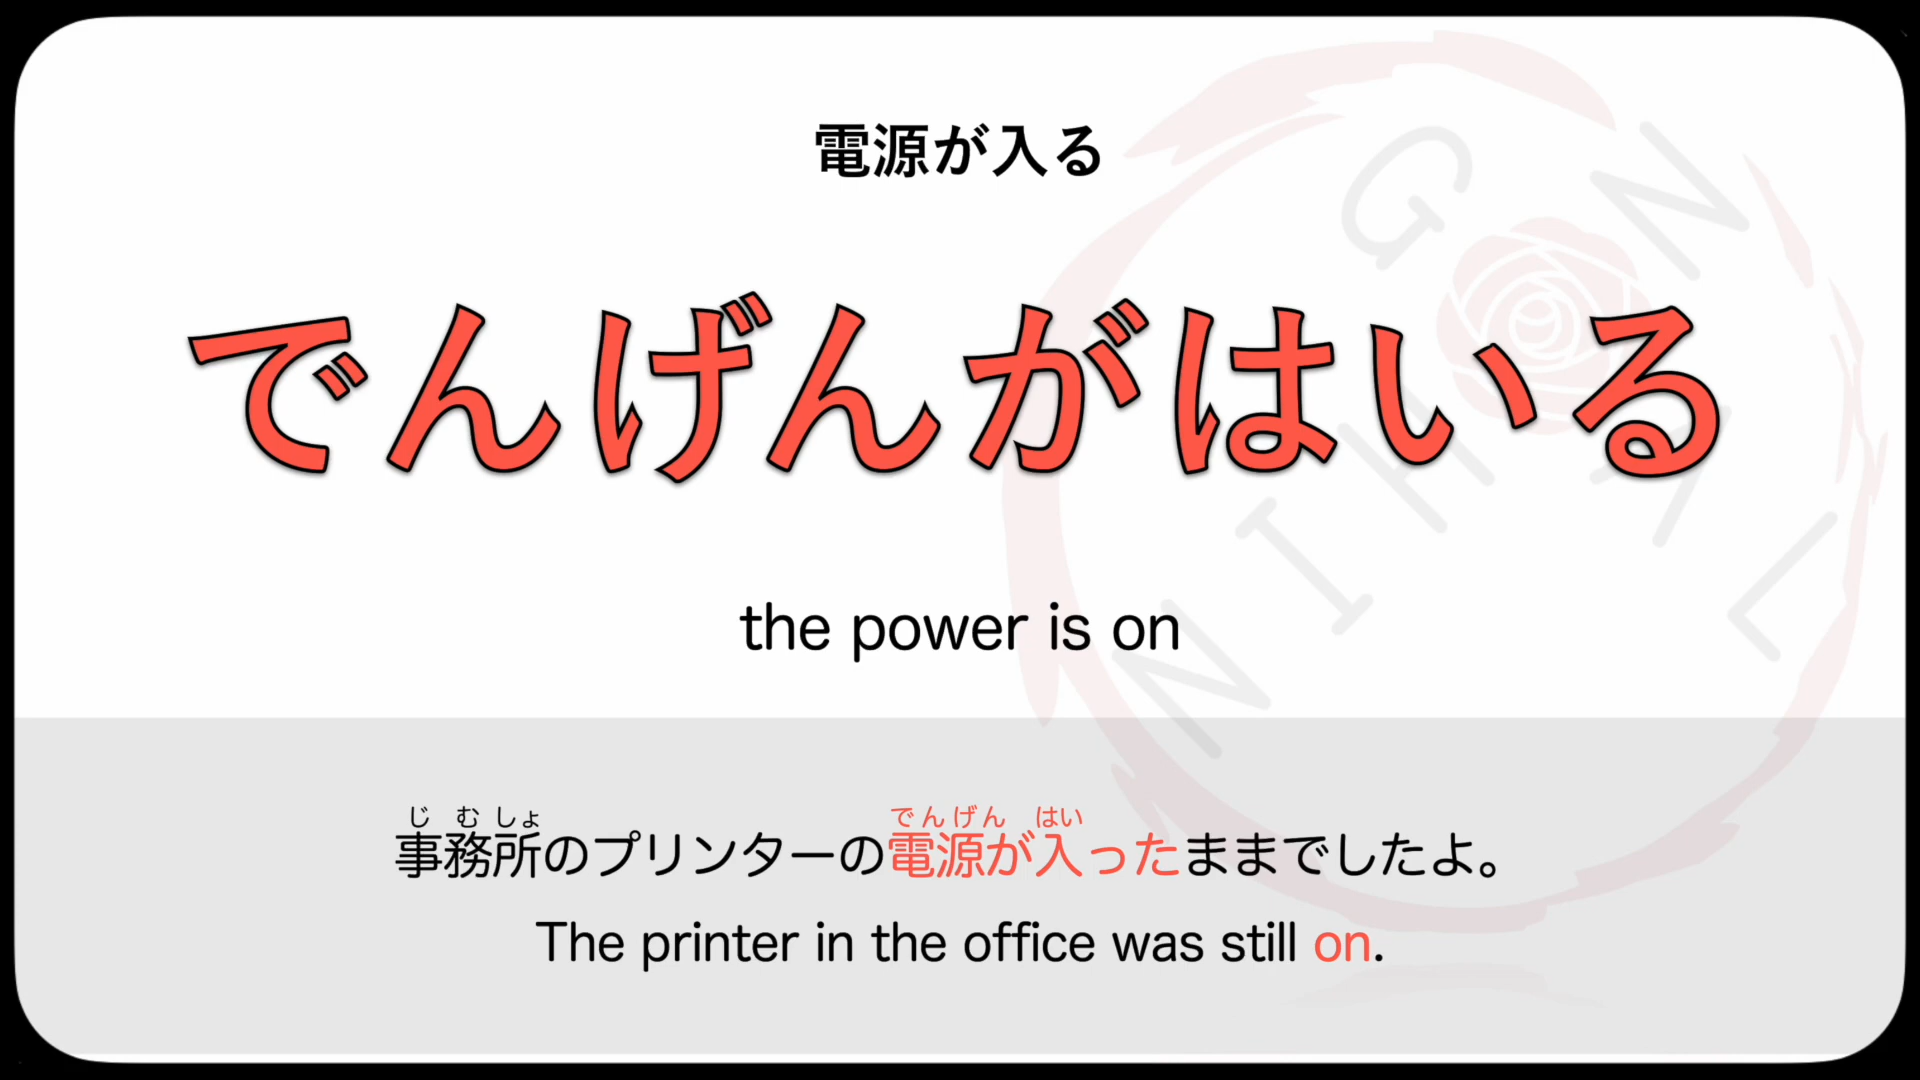 電源が入る
でんげんがはいる
the power is on
じ む しょ でんげん はい
事務所のプリンターの電源が入ったままでしたよ。
The printer in the office was still on.
NIHONGAL